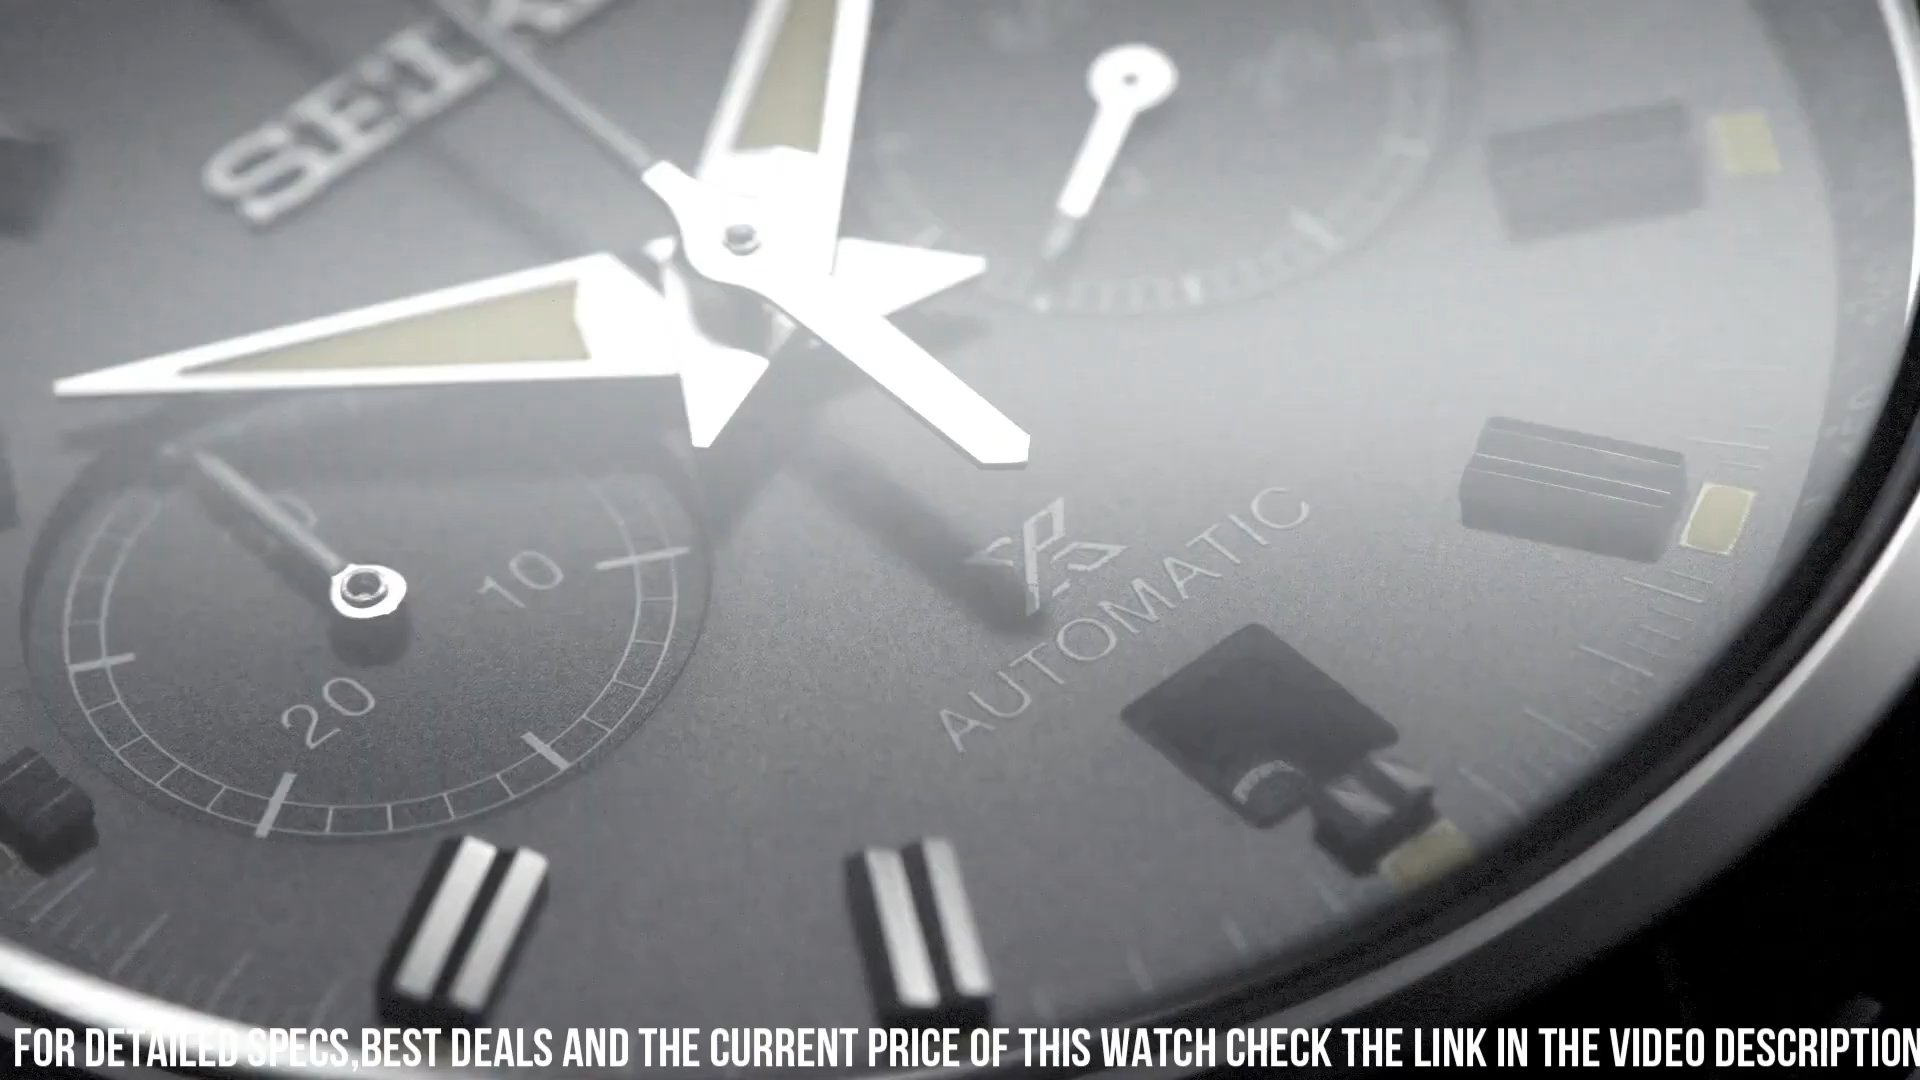 SEIKO
10
20
AUTOMATIC
FOR DETAILED SPECS,BEST DEALS AND THE CURRENT PRICE OF THIS WATCH CHECK THE LINK IN THE VIDEO DESCRIPTION